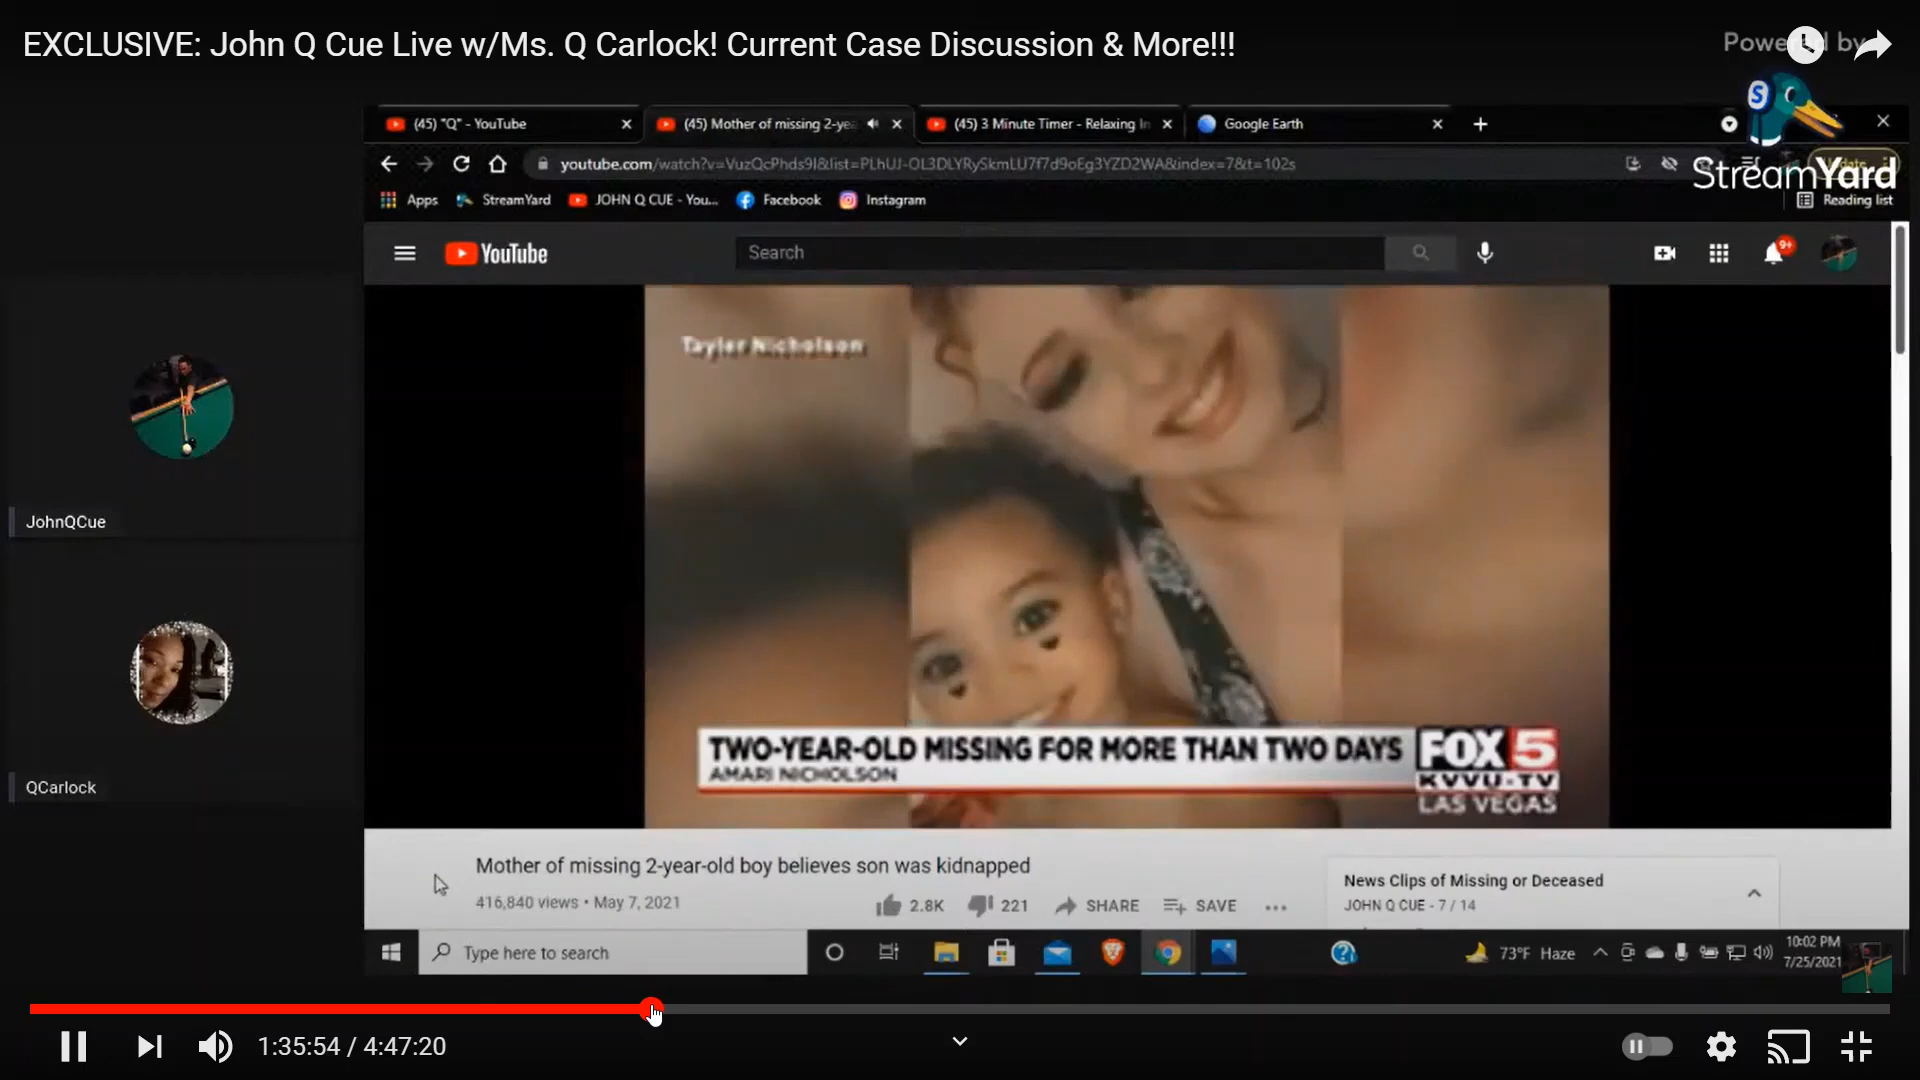 EXCLUSIVE: John Q Cue Live w/Ms. Q Carlock! Current Case Discussion & More!!!
Powered by
StreamYard
(45) "Q" - YouTube
(45) Mother of missing 2-yea
(45) 3 Minute Timer - Relaxing In
Google Earth
youtube.com/watch?v=VuzQcPhds9I&list=PLhUJ-OL3DLYRySkmLU7f7d9oEg3YZD2WA&index=7&t=102s
Apps
StreamYard
JOHN Q CUE - You...
Facebook
Instagram
Reading list
YouTube
Search
9+
Tayler Nicholson
JohnQCue
QCarlock
TWO-YEAR-OLD MISSING FOR MORE THAN TWO DAYS
AMARI NICHOLSON
FOX 5
KVVU-TV
LAS VEGAS
Mother of missing 2-year-old boy believes son was kidnapped
416,840 views • May 7, 2021
2.8K
221
SHARE
SAVE
News Clips of Missing or Deceased
JOHN Q CUE - 7 / 14
Type here to search
73°F Haze
10:02 PM
7/25/2021
1:35:54 / 4:47:20